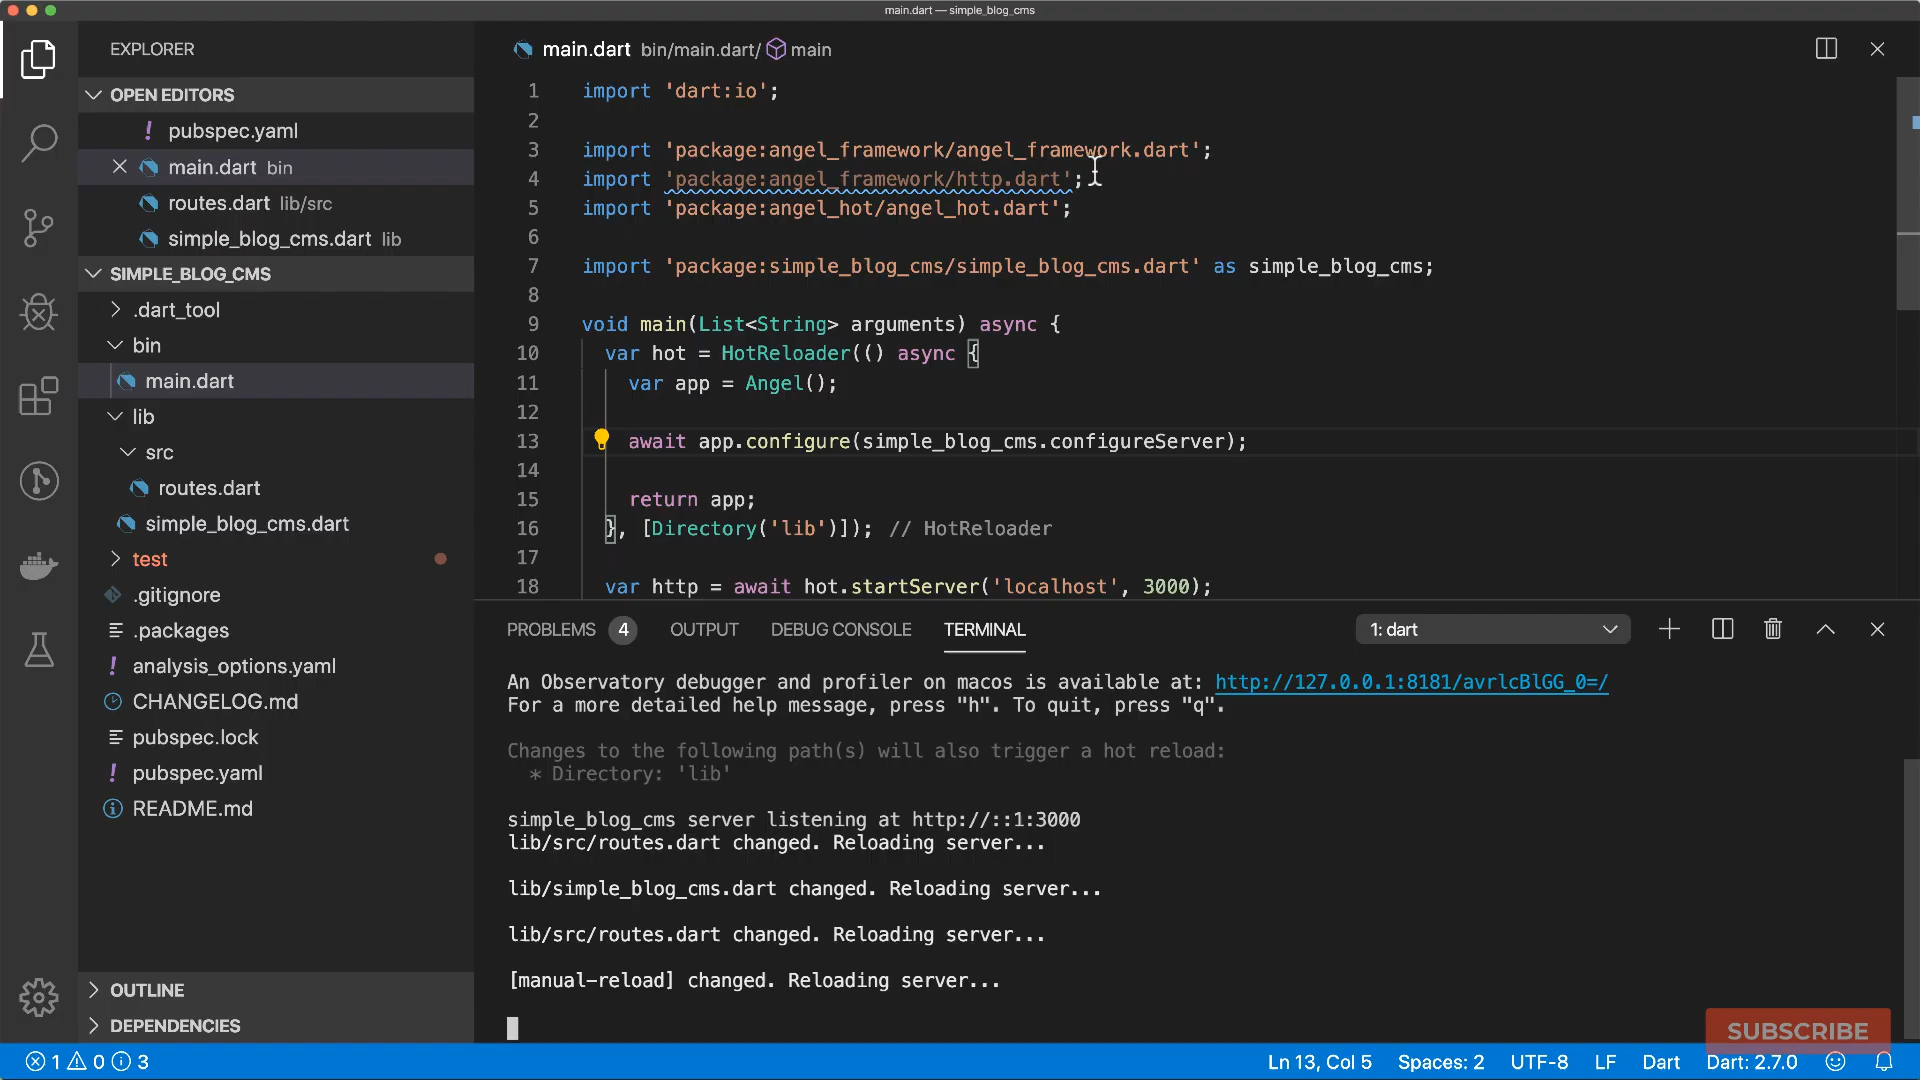 main.dart — simple_blog_cms
EXPLORER
OPEN EDITORS
! pubspec.yaml
main.dart bin
routes.dart lib/src
simple_blog_cms.dart lib
SIMPLE_BLOG_CMS
.dart_tool
bin
main.dart
lib
src
routes.dart
simple_blog_cms.dart
test
.gitignore
.packages
analysis_options.yaml
CHANGELOG.md
pubspec.lock
! pubspec.yaml
README.md
OUTLINE
DEPENDENCIES
main.dart bin/main.dart/ main
1 import 'dart:io';
2
3 import 'package:angel_framework/angel_framework.dart';
4 import 'package:angel_framework/http.dart';
5 import 'package:angel_hot/angel_hot.dart';
6
7 import 'package:simple_blog_cms/simple_blog_cms.dart' as simple_blog_cms;
8
9 void main(List<String> arguments) async {
10 var hot = HotReloader(() async {
11 var app = Angel();
12
13 await app.configure(simple_blog_cms.configureServer);
14
15 return app;
16 }, [Directory('lib')]); // HotReloader
17
18 var http = await hot.startServer('localhost', 3000);
PROBLEMS 4 OUTPUT DEBUG CONSOLE TERMINAL 1: dart
An Observatory debugger and profiler on macos is available at: http://127.0.0.1:8181/avrlcBlGG_0=/
For a more detailed help message, press "h". To quit, press "q".
Changes to the following path(s) will also trigger a hot reload:
* Directory: 'lib'
simple_blog_cms server listening at http://::1:3000
lib/src/routes.dart changed. Reloading server...
lib/simple_blog_cms.dart changed. Reloading server...
lib/src/routes.dart changed. Reloading server...
[manual-reload] changed. Reloading server...
SUBSCRIBE
1 0 3 Ln 13, Col 5 Spaces: 2 UTF-8 LF Dart Dart: 2.7.0